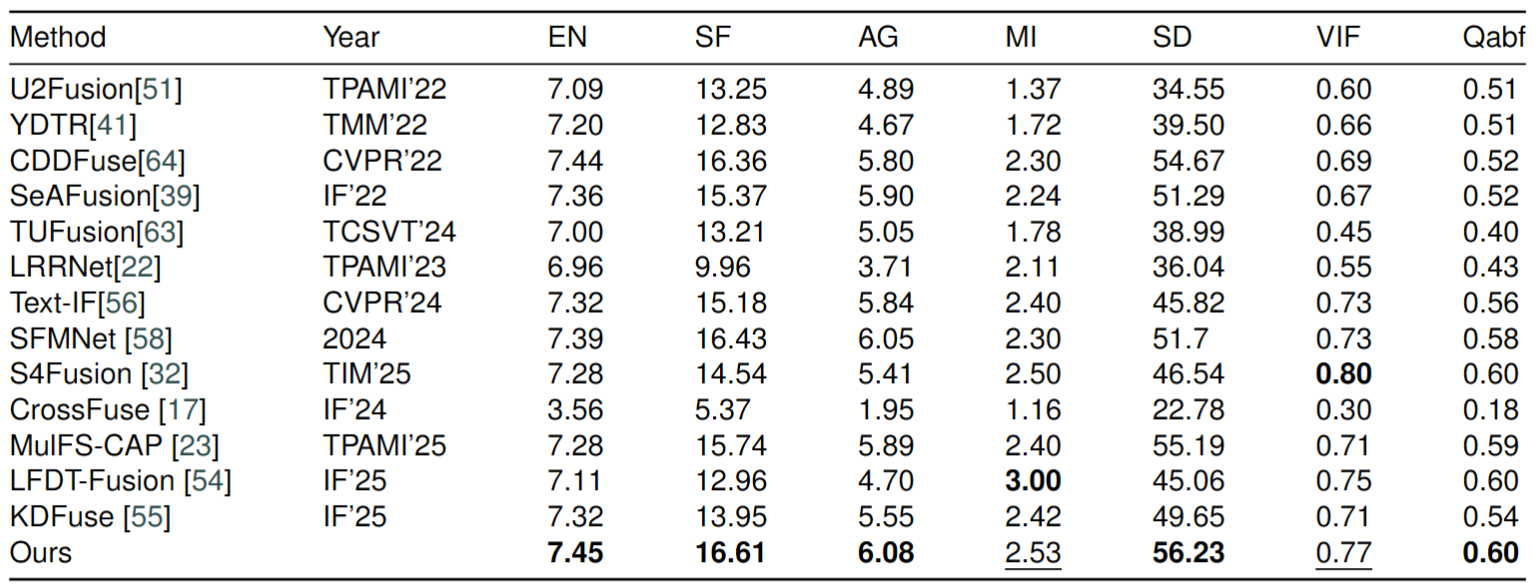 Method Year EN SF AG MI SD VIF Qabf
U2Fusion[51] TPAMI'22 7.09 13.25 4.89 1.37 34.55 0.60 0.51
YDTR[41] TMM'22 7.20 12.83 4.67 1.72 39.50 0.66 0.51
CDDFuse[64] CVPR'22 7.44 16.36 5.80 2.30 54.67 0.69 0.52
SeAFusion[39] IF'22 7.36 15.37 5.90 2.24 51.29 0.67 0.52
TUFusion[63] TCSVT'24 7.00 13.21 5.05 1.78 38.99 0.45 0.40
LRRNet[22] TPAMI'23 6.96 9.96 3.71 2.11 36.04 0.55 0.43
Text-IF[56] CVPR'24 7.32 15.18 5.84 2.40 45.82 0.73 0.56
SFMNet [58] 2024 7.39 16.43 6.05 2.30 51.7 0.73 0.58
S4Fusion [32] TIM'25 7.28 14.54 5.41 2.50 46.54 0.80 0.60
CrossFuse [17] IF'24 3.56 5.37 1.95 1.16 22.78 0.30 0.18
MulFS-CAP [23] TPAMI'25 7.28 15.74 5.89 2.40 55.19 0.71 0.59
LFDT-Fusion [54] IF'25 7.11 12.96 4.70 3.00 45.06 0.75 0.60
KDFuse [55] IF'25 7.32 13.95 5.55 2.42 49.65 0.71 0.54
Ours 7.45 16.61 6.08 2.53 56.23 0.77 0.60